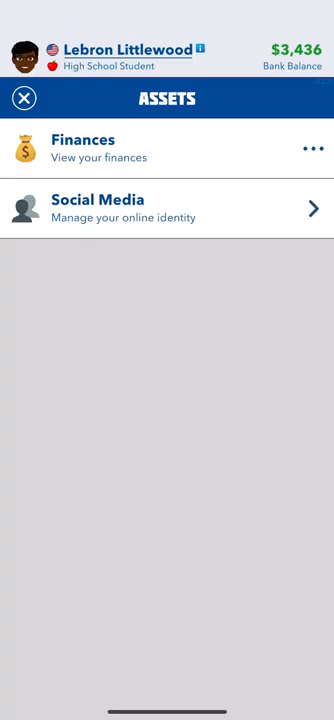 Lebron Littlewood
$3,436
High School Student
Bank Balance
ASSETS
Finances
View your finances
Social Media
Manage your online identity